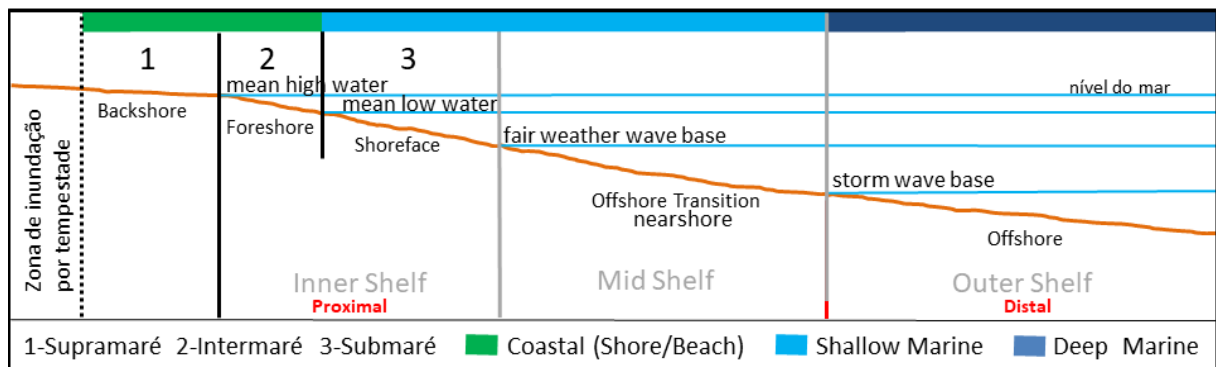 1
2
3
mean high water
nível do mar
Backshore
mean low water
Foreshore
Shoreface
fair weather wave base
storm wave base
Offshore Transition
nearshore
Offshore
Zona de inundação
por tempestade
Inner Shelf
Mid Shelf
Outer Shelf
Proximal
Distal
1-Supramaré 2-Intermaré 3-Submaré Coastal (Shore/Beach) Shallow Marine Deep Marine